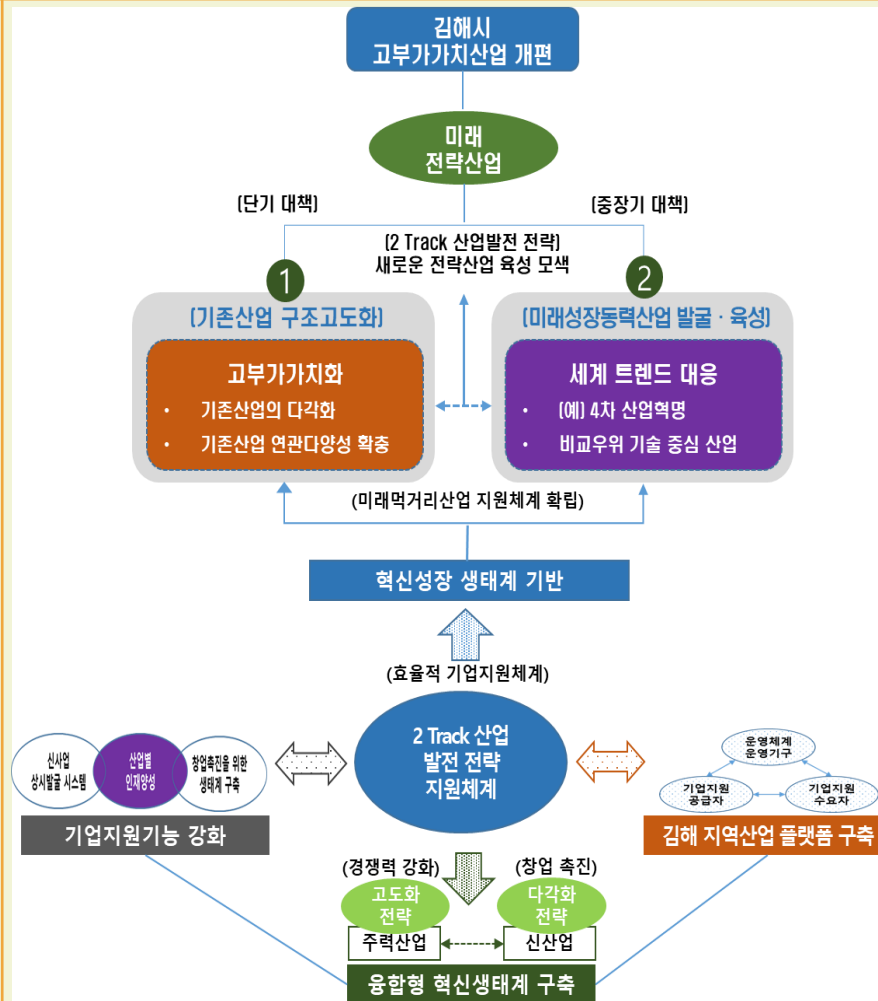 김해시
고부가가치산업 개편
미래
전략산업
(단기 대책)
(중장기 대책)
(2 Track 산업발전 전략)
새로운 전략산업 육성 모색
1
2
(기존산업 구조고도화)
(미래성장동력산업 발굴 · 육성)
고부가가치화
• 기존산업의 다각화
• 기존산업 연관다양성 확충
세계 트렌드 대응
• (예) 4차 산업혁명
• 비교우위 기술 중심 산업
(미래먹거리산업 지원체계 확립)
혁신성장 생태계 기반
(효율적 기업지원체계)
2 Track 산업
발전 전략
지원체계
신사업
상시발굴 시스템
산업별
인재양성
창업촉진을 위한
생태계 구축
기업지원기능 강화
운영체계
운영기구
기업지원
공급자
기업지원
수요자
김해 지역산업 플랫폼 구축
(경쟁력 강화)
(창업 촉진)
고도화
전략
다각화
전략
주력산업
신산업
융합형 혁신생태계 구축